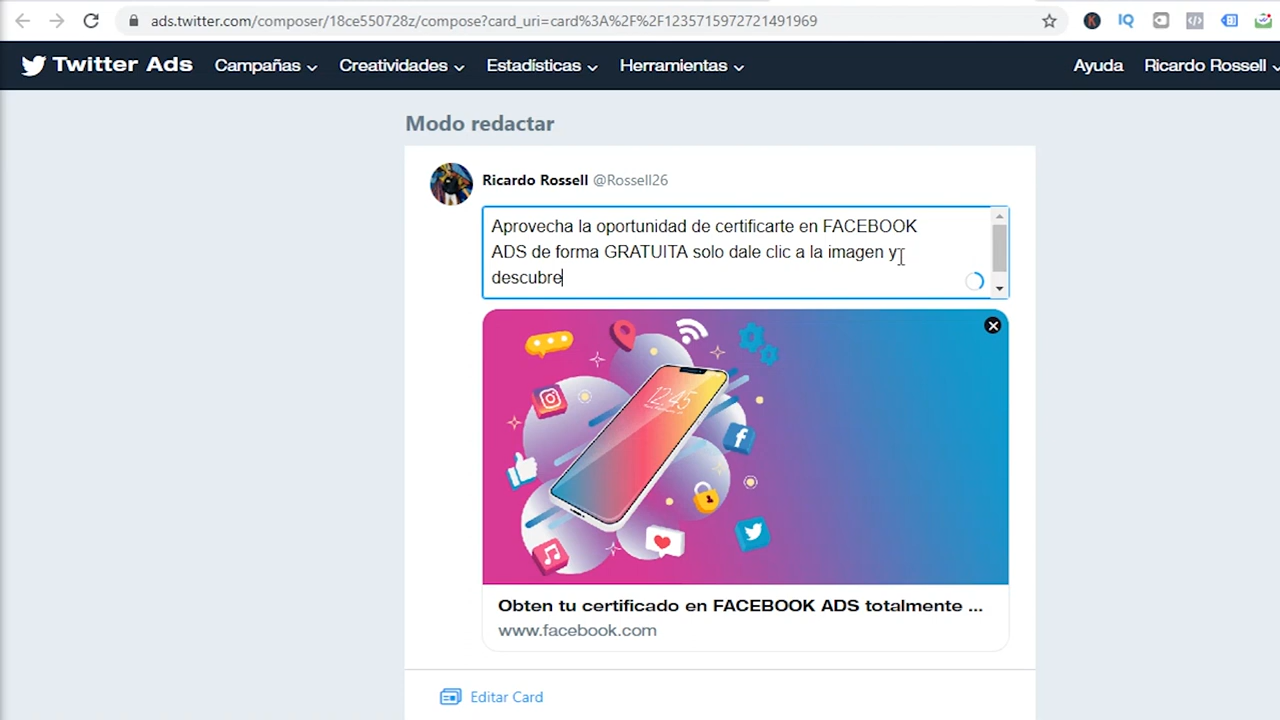 ads.twitter.com/composer/18ce550728z/compose?card_uri=card%3A%2F%2F1235715972721491969
Twitter Ads Campañas Creatividades Estadísticas Herramientas Ayuda Ricardo Rossell
Modo redactar
Ricardo Rossell @Rossell26
Aprovecha la oportunidad de certificarte en FACEBOOK
ADS de forma GRATUITA solo dale clic a la imagen y
descubre
12:45
Obten tu certificado en FACEBOOK ADS totalmente ...
www.facebook.com
Editar Card